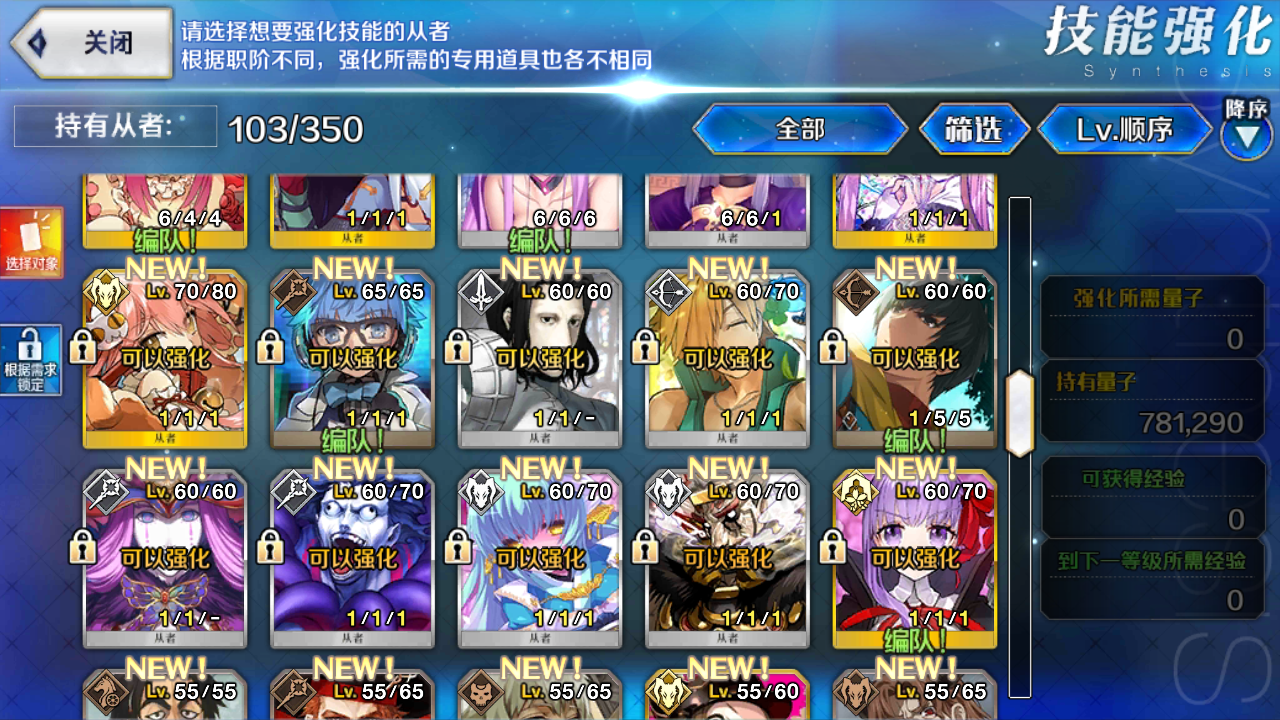 关闭
请选择想要强化技能的从者
根据职阶不同，强化所需的专用道具也各不相同
技能强化
Synthesis
持有从者:
103/350
全部
筛选
Lv.顺序
降序
选择对象
根据需求
锁定
6/4/4 1/1/1 6/6/6 6/6/1 1/1/1
从者 从者 从者
编队! 编队!
NEW! NEW! NEW! NEW! NEW!
Lv.70/80 Lv.65/65 Lv.60/60 Lv.60/70 Lv.60/60
可以强化 可以强化 可以强化 可以强化 可以强化
1/1/1 1/1/1 1/1/- 1/1/1 1/5/5
从者 从者 从者
编队! 编队!
NEW! NEW! NEW! NEW! NEW!
Lv.60/60 Lv.60/70 Lv.60/70 Lv.60/70 Lv.60/70
可以强化 可以强化 可以强化 可以强化 可以强化
1/1/- 1/1/1 1/1/1 1/1/1 1/1/1
从者 从者 从者 从者
编队!
NEW! NEW! NEW! NEW! NEW!
Lv.55/55 Lv.55/65 Lv.55/65 Lv.55/60 Lv.55/65
强化所需量子
0
持有量子
781,290
可获得经验
0
到下一等级所需经验
0